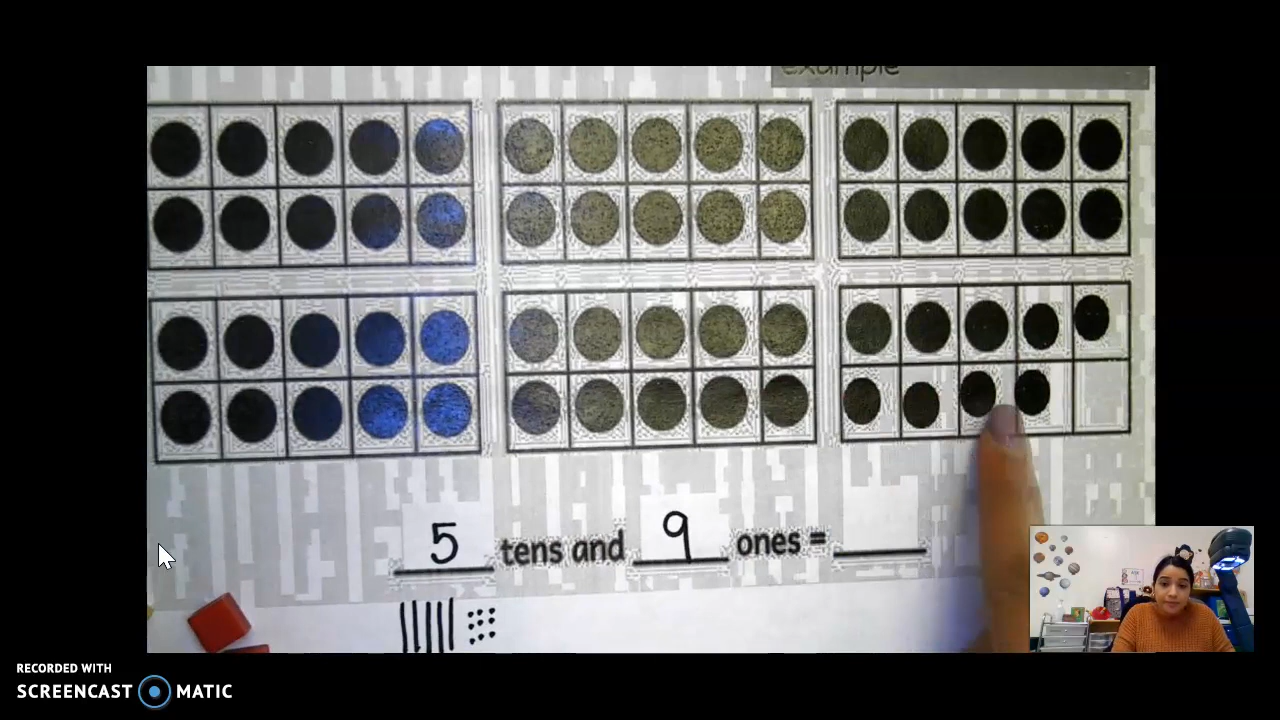 example
5 tens and 9 ones =
RECORDED WITH
SCREENCAST MATIC